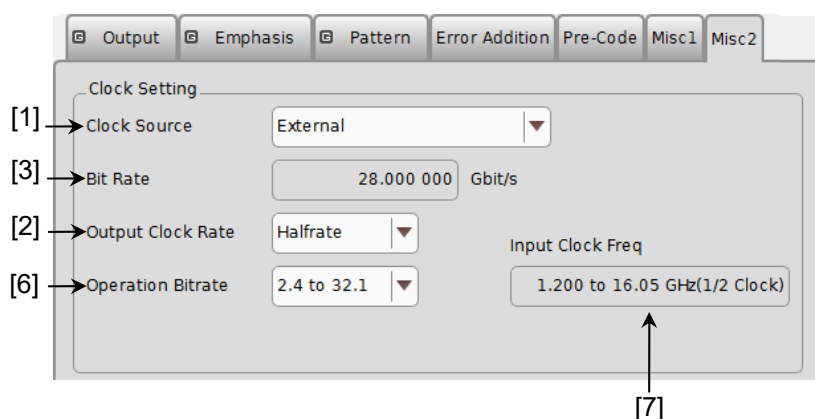 G Output G Emphasis G Pattern Error Addition Pre-Code Misc1 Misc2
Clock Setting
[1] Clock Source External
[3] Bit Rate 28.000 000 Gbit/s
[2] Output Clock Rate Halfrate
Input Clock Freq
[6] Operation Bitrate 2.4 to 32.1 1.200 to 16.05 GHz(1/2 Clock)
[7]